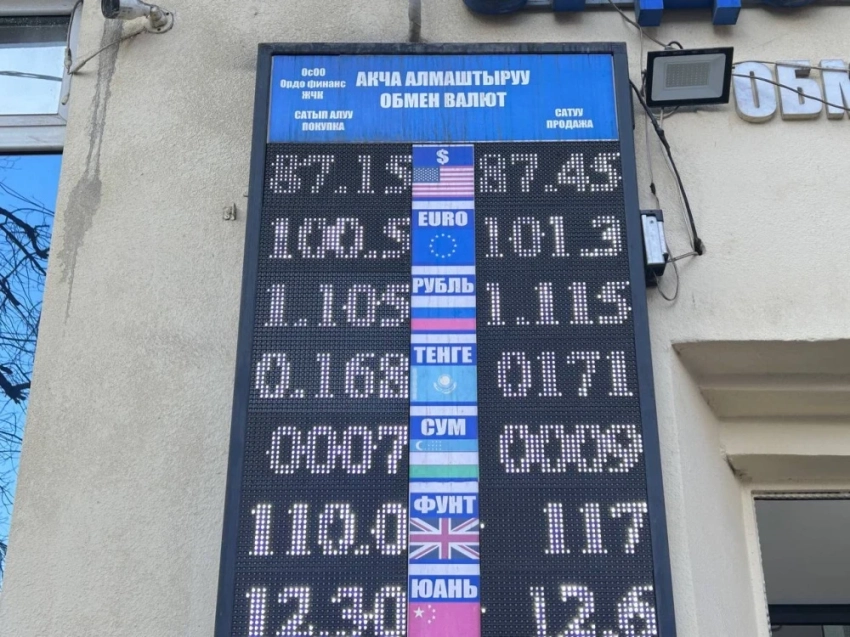 ОсОО
Ордо финанс
ЖЧК
АКЧА АЛМАШТЫРУУ
ОБМЕН ВАЛЮТ
САТЫП АЛУУ
ПОКУПКА
САТУУ
ПРОДАЖА
87.15 $ 87.45
100.5 EURO 101.3
1.105 РУБЛЬ 1.115
0.168 ТЕНГЕ 0171
0007 СУМ 0009
110.0 ФУНТ 117
12.30 ЮАНЬ 12.6